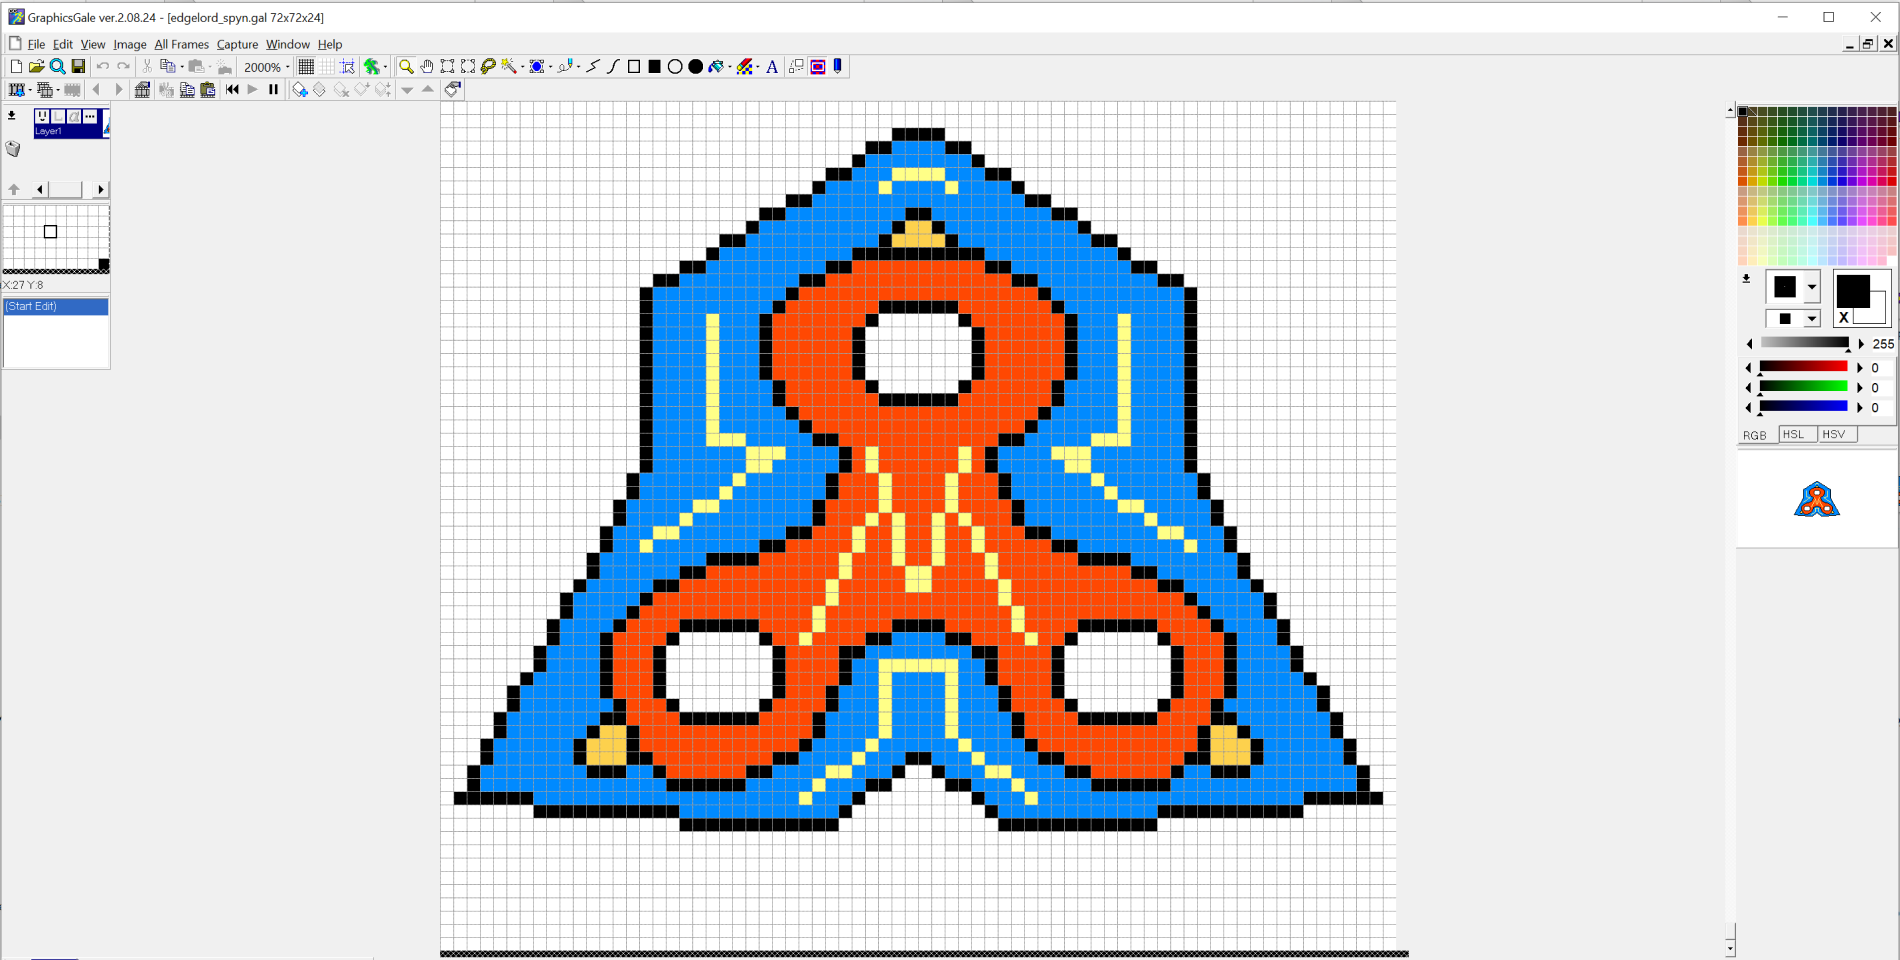 GraphicsGale ver.2.08.24 - [edgelord_spyn.gal 72x72x24]
File Edit View Image All Frames Capture Window Help
2000%
A
Layer1
X:27 Y:8
(Start Edit)
X
255
0
0
0
RGB HSL HSV